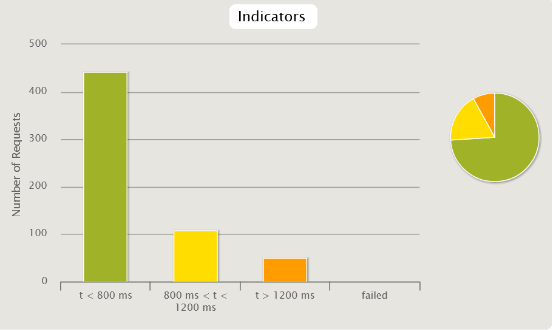 Indicators
Number of Requests
500
400
300
200
100
0
t < 800 ms
800 ms < t <
1200 ms
t > 1200 ms
failed